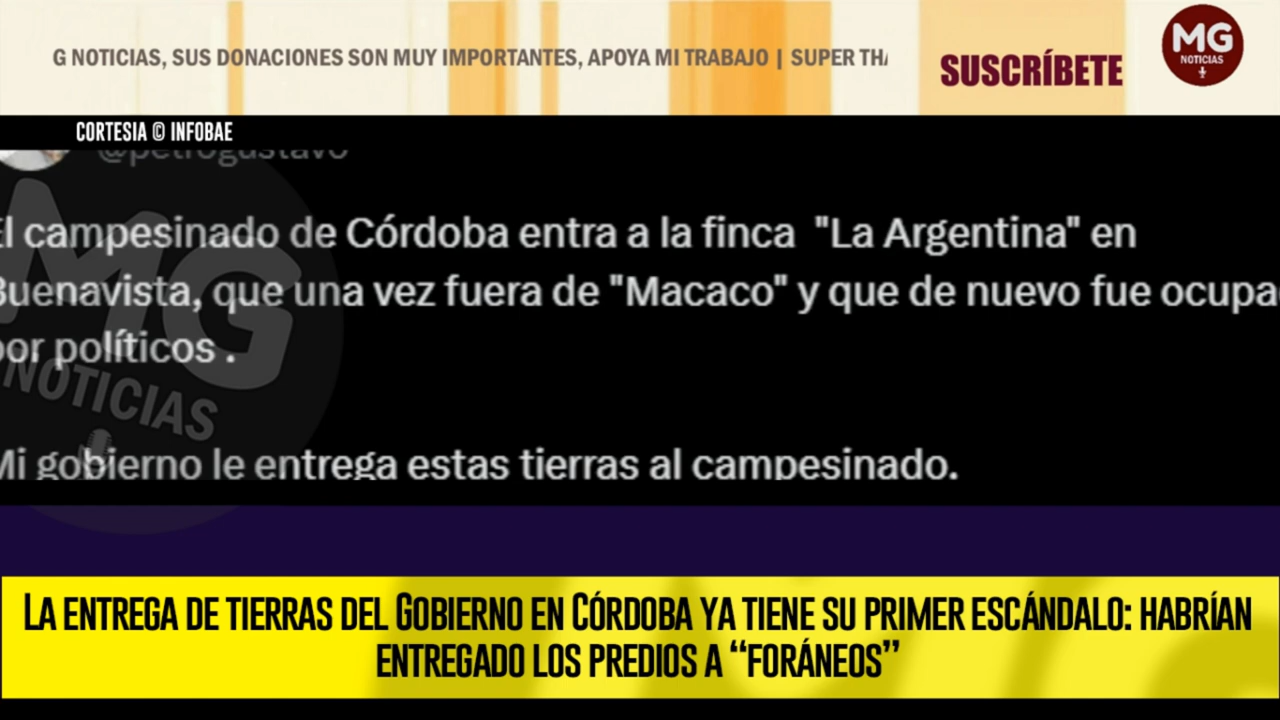 G NOTICIAS, SUS DONACIONES SON MUY IMPORTANTES, APOYA MI TRABAJO | SUPER
SUSCRÍBETE
MG
NOTICIAS
CORTESIA © INFOBAE
@petrogustavo
El campesinado de Córdoba entra a la finca "La Argentina" en
Buenavista, que una vez fuera de "Macaco" y que de nuevo fue
por políticos .
Mi gobierno le entrega estas tierras al campesinado.
MG
NOTICIAS
LA ENTREGA DE TIERRAS DEL GOBIERNO EN CÓRDOBA YA TIENE SU PRIMER ESCÁNDALO: HABRÍAN
ENTREGADO LOS PREDIOS A “FORÁNEOS”